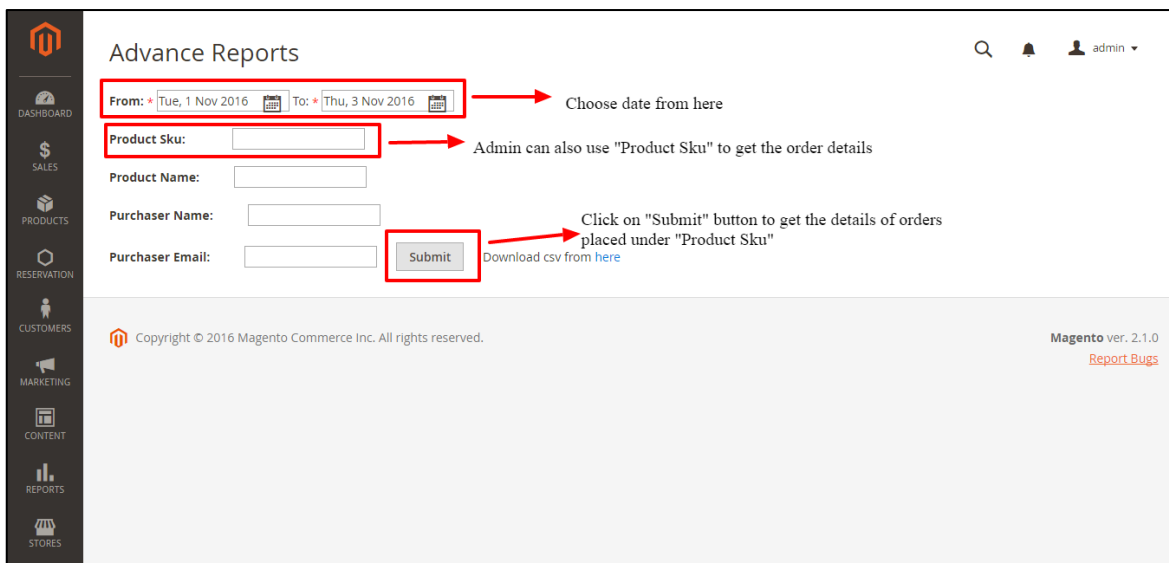 Advance Reports
admin
From: * Tue, 1 Nov 2016 To: * Thu, 3 Nov 2016
Choose date from here
Product Sku:
Admin can also use "Product Sku" to get the order details
Product Name:
Purchaser Name:
Click on "Submit" button to get the details of orders
placed under "Product Sku"
Purchaser Email:
Submit
Download csv from here
DASHBOARD
SALES
PRODUCTS
RESERVATION
CUSTOMERS
MARKETING
CONTENT
REPORTS
STORES
Copyright © 2016 Magento Commerce Inc. All rights reserved.
Magento ver. 2.1.0
Report Bugs